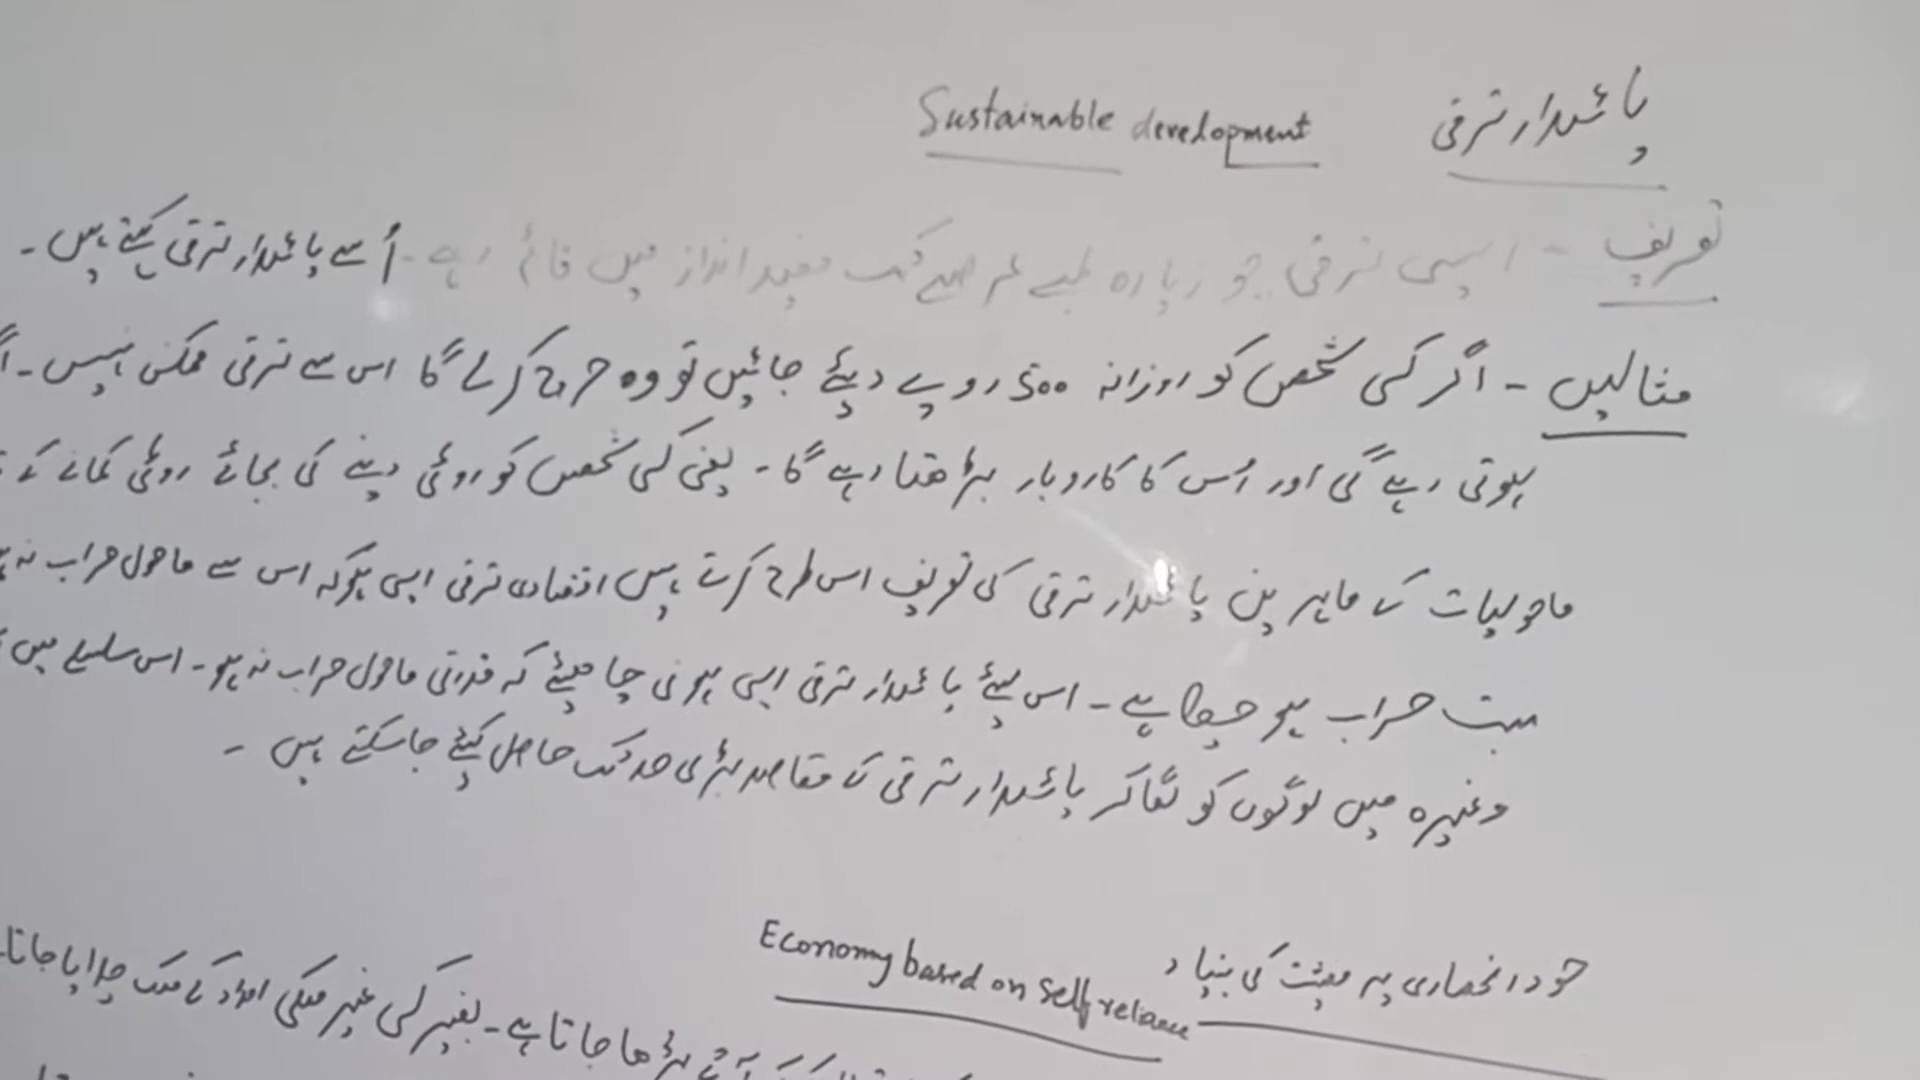 پائیدار ترقی Sustainable development
تعریف - ایسی ترقی جو زیادہ لمبے عرصے تک مفید انداز میں قائم رہے - اُسے پائیدار ترقی کہتے ہیں -
مثالیں - اگر کسی شخص کو روزانہ 500 روپے دیئے جائیں تو وہ خرچ کرلے گا اس سے ترقی ممکن نہیں -
ہوتی رہے گی اور اُس کا کاروبار بڑھتا رہے گا - یعنی کسی شخص کو روٹی دینے کی بجائے روٹی کمانے کے
ماحولیات کے ماہرین پائیدار ترقی کی تعریف اس طرح کرتے ہیں اقتصادی ترقی ایسی ہو کہ اس سے ماحول خراب نہ
بہت خراب ہو چکا ہے - اس لیئے پائیدار ترقی ایسی ہونی چاہیئے کہ قدرتی ماحول خراب نہ ہو - اس سلسلے میں
وغیرہ میں لوگوں کو لگا کر پائیدار ترقی کے مقاصد بڑی حد تک حاصل کیئے جاسکتے ہیں -
خود انحصاری پر معیشت کی بنیاد Economy based on self reliance
بڑھا جاتا ہے - بغیر کسی غیر ملکی امداد کے ملک چلایا جاتا